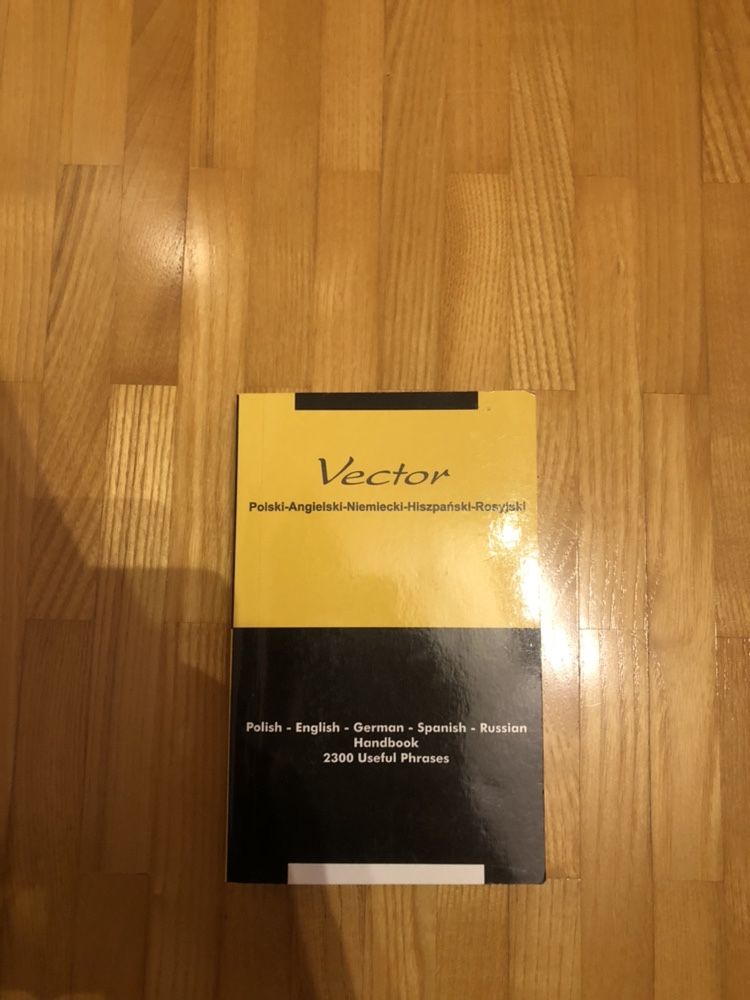 Vector
Polski-Angielski-Niemiecki-Hiszpański-Rosyjski
Polish - English - German - Spanish - Russian
Handbook
2300 Useful Phrases